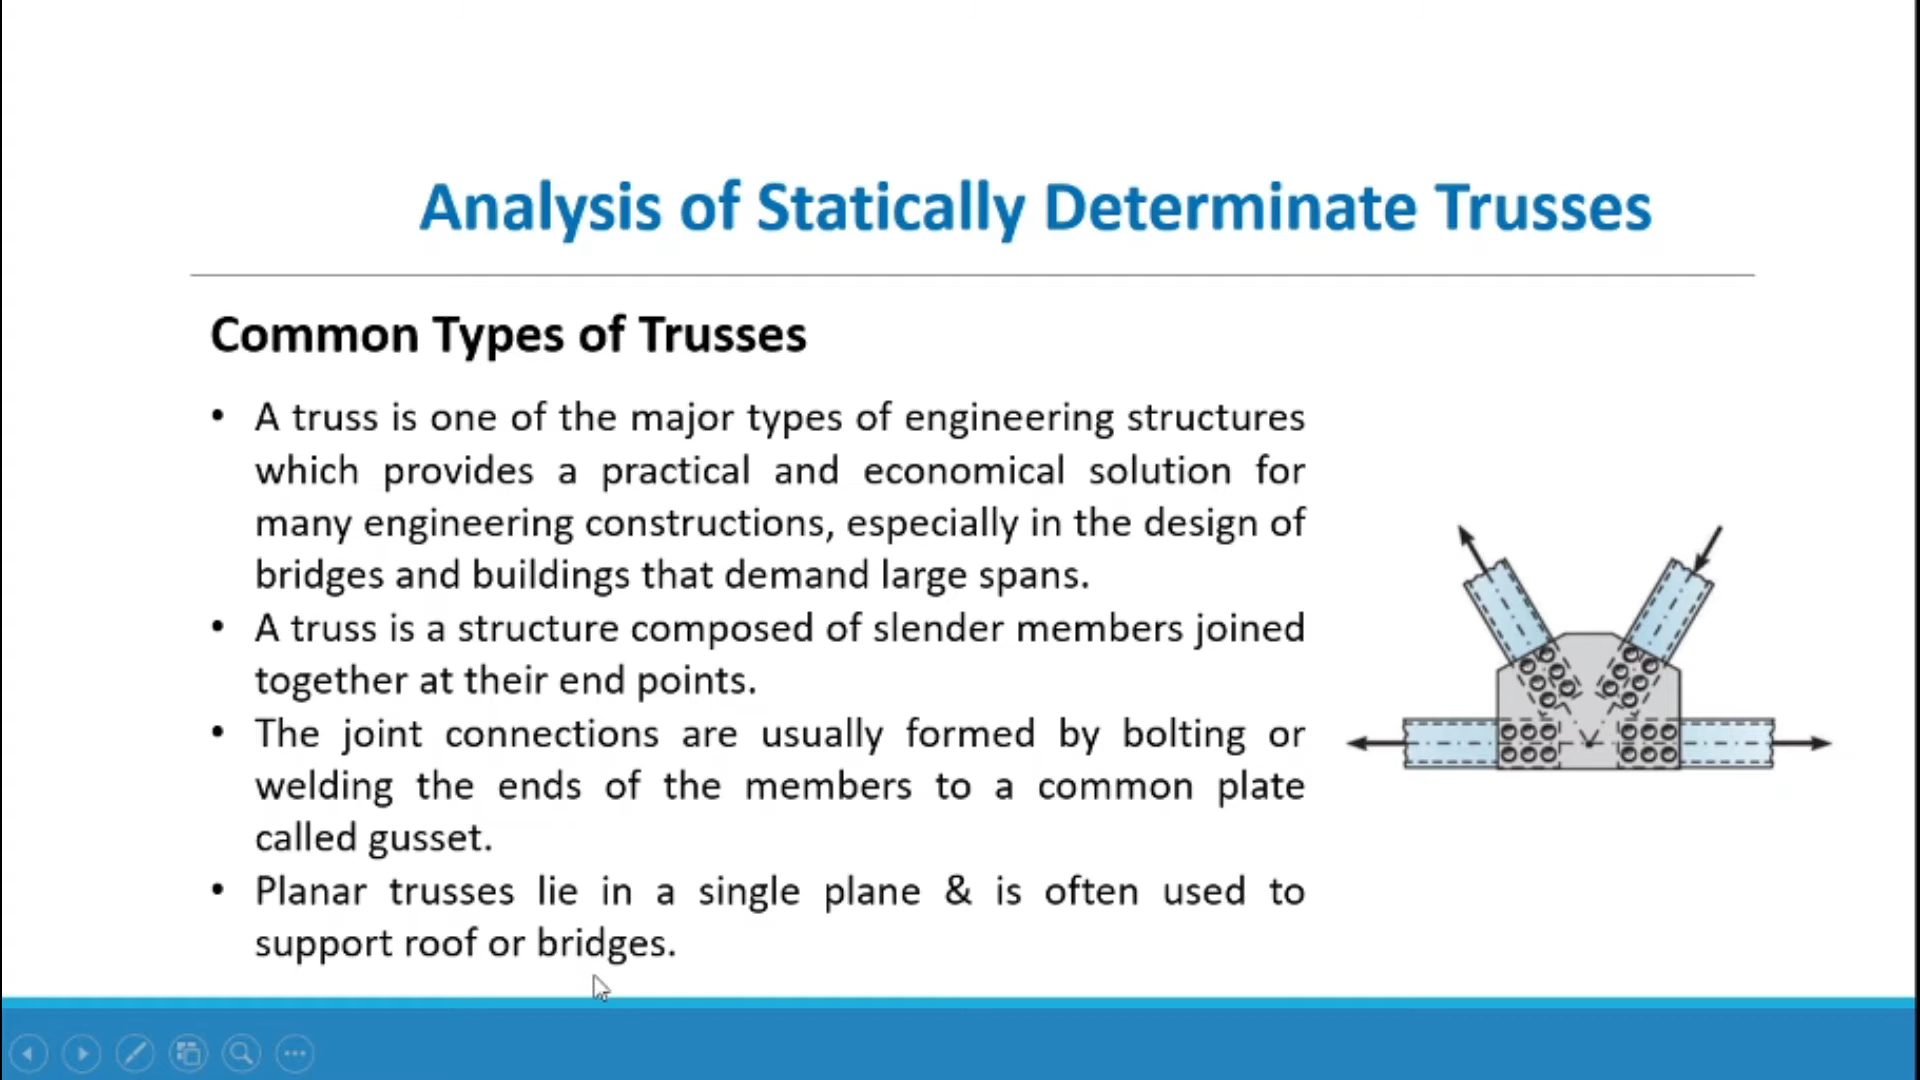 Analysis of Statically Determinate Trusses
Common Types of Trusses
• A truss is one of the major types of engineering structures
which provides a practical and economical solution for
many engineering constructions, especially in the design of
bridges and buildings that demand large spans.
• A truss is a structure composed of slender members joined
together at their end points.
• The joint connections are usually formed by bolting or
welding the ends of the members to a common plate
called gusset.
• Planar trusses lie in a single plane & is often used to
support roof or bridges.